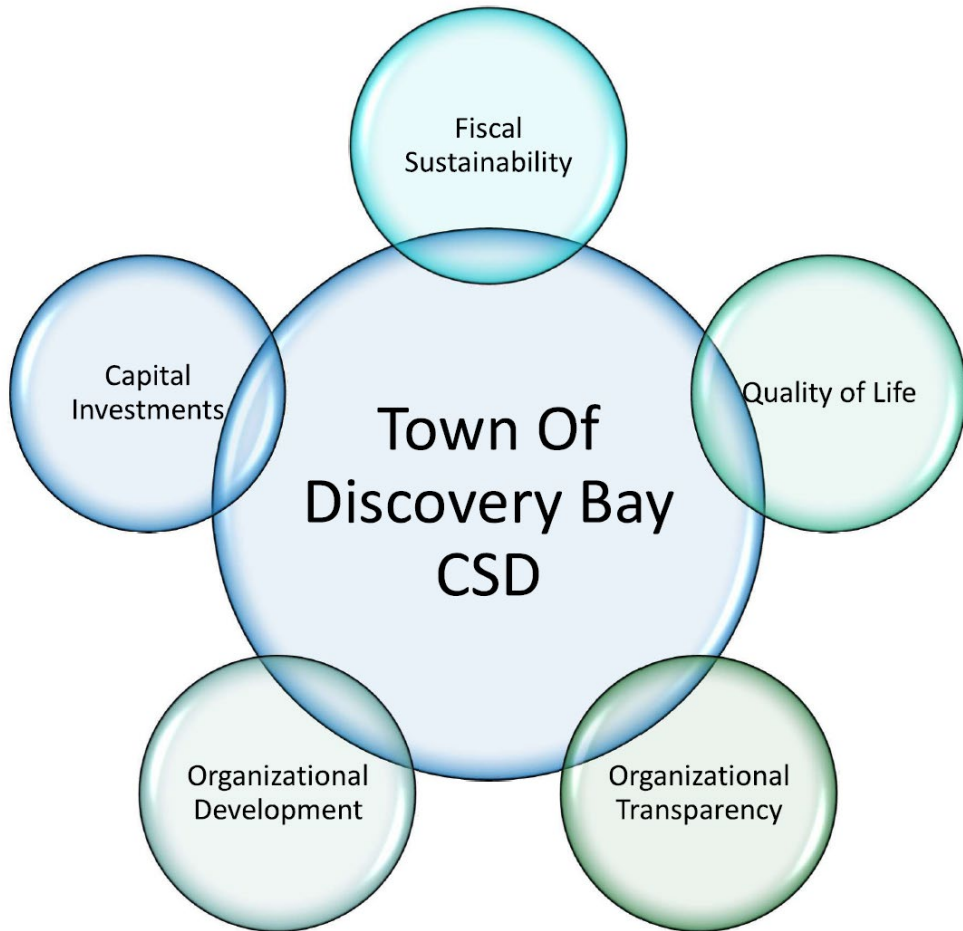 Fiscal
Sustainability
Capital
Investments
Quality of Life
Town Of
Discovery Bay
CSD
Organizational
Development
Organizational
Transparency